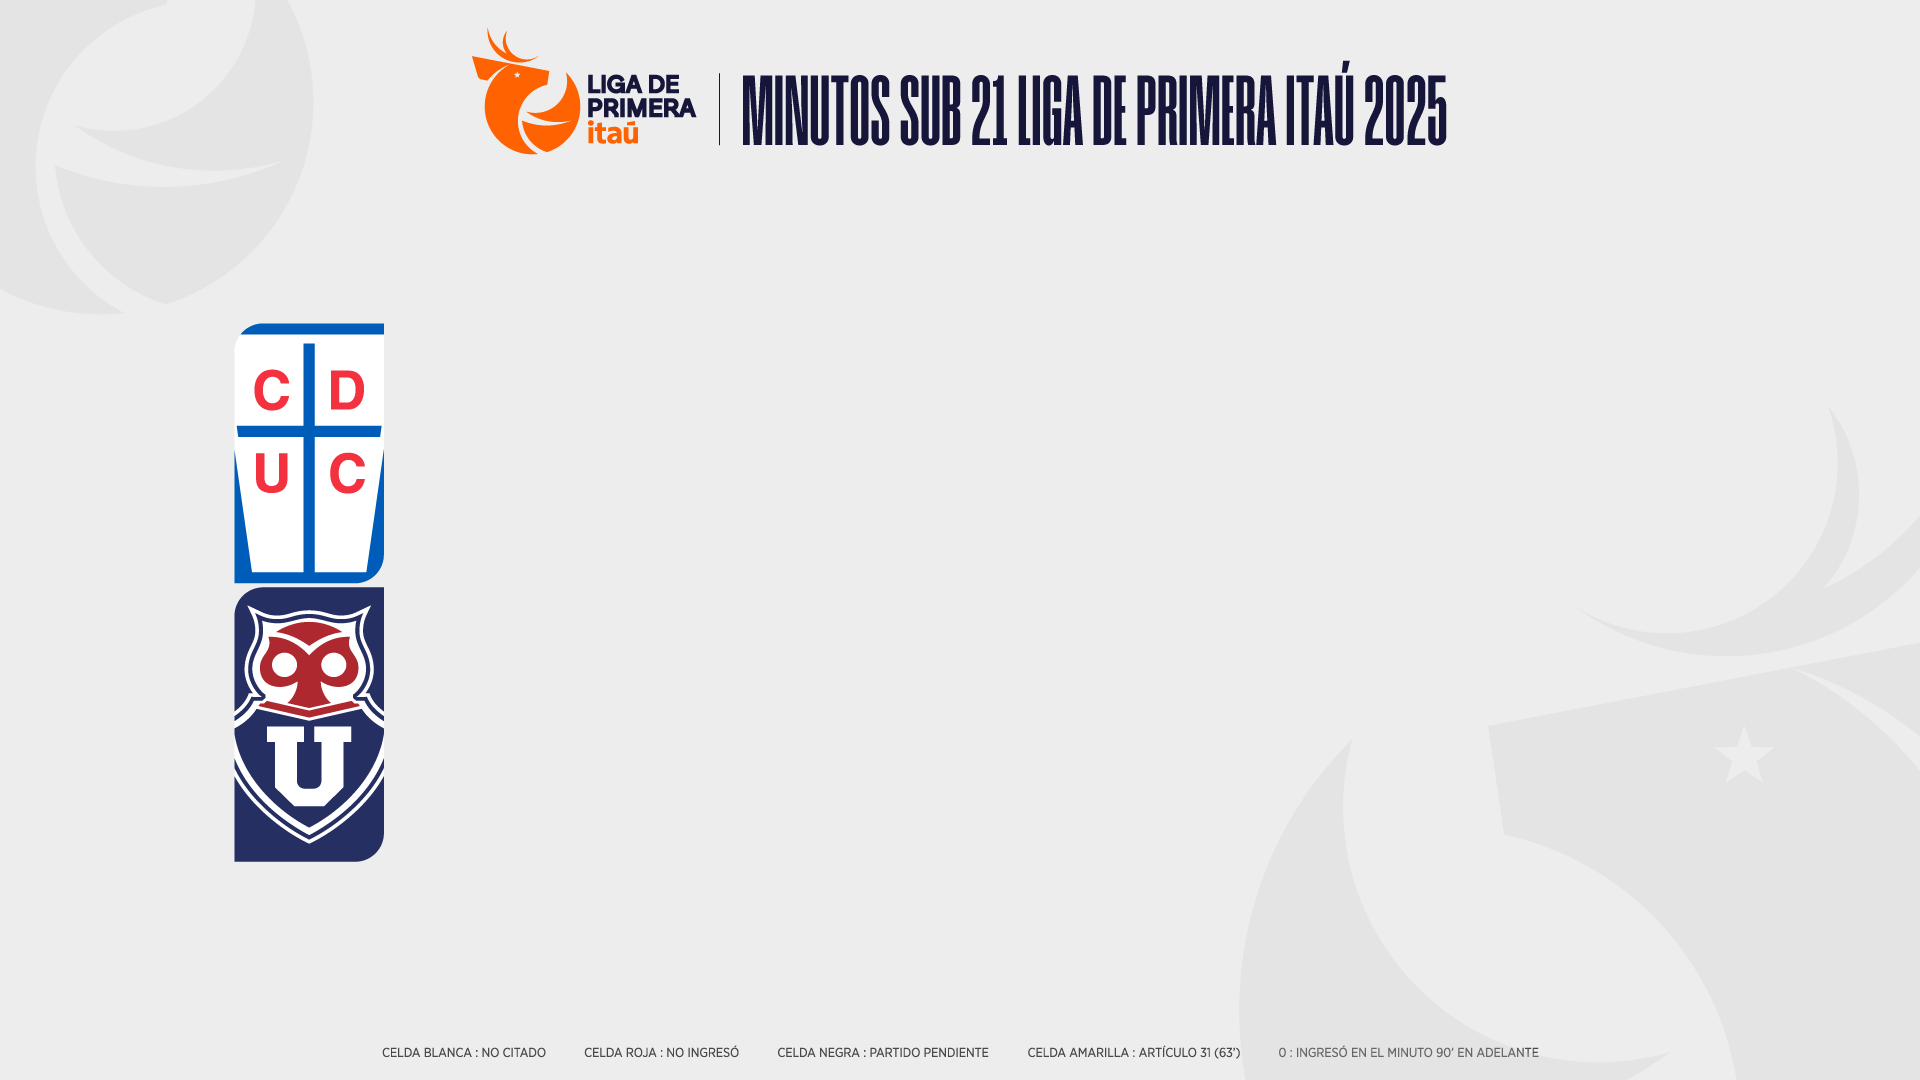 LIGA DE
PRIMERA
itaú
MINUTOS SUB 21 LIGA DE PRIMERA ITAÚ 2025
C D
U C
U
CELDA BLANCA : NO CITADO
CELDA ROJA : NO INGRESÓ
CELDA NEGRA : PARTIDO PENDIENTE
CELDA AMARILLA : ARTÍCULO 31 (63')
0 : INGRESÓ EN EL MINUTO 90' EN ADELANTE